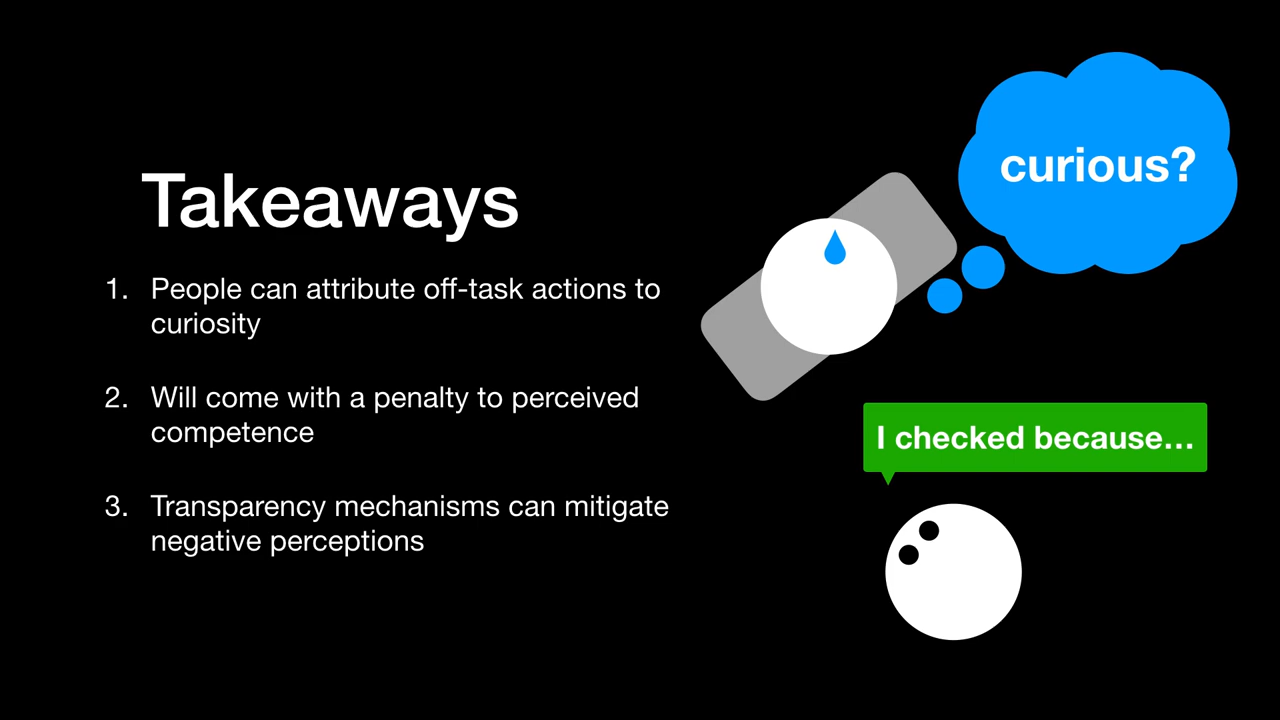 Takeaways
1. People can attribute off-task actions to
curiosity
2. Will come with a penalty to perceived
competence
3. Transparency mechanisms can mitigate
negative perceptions
curious?
I checked because...